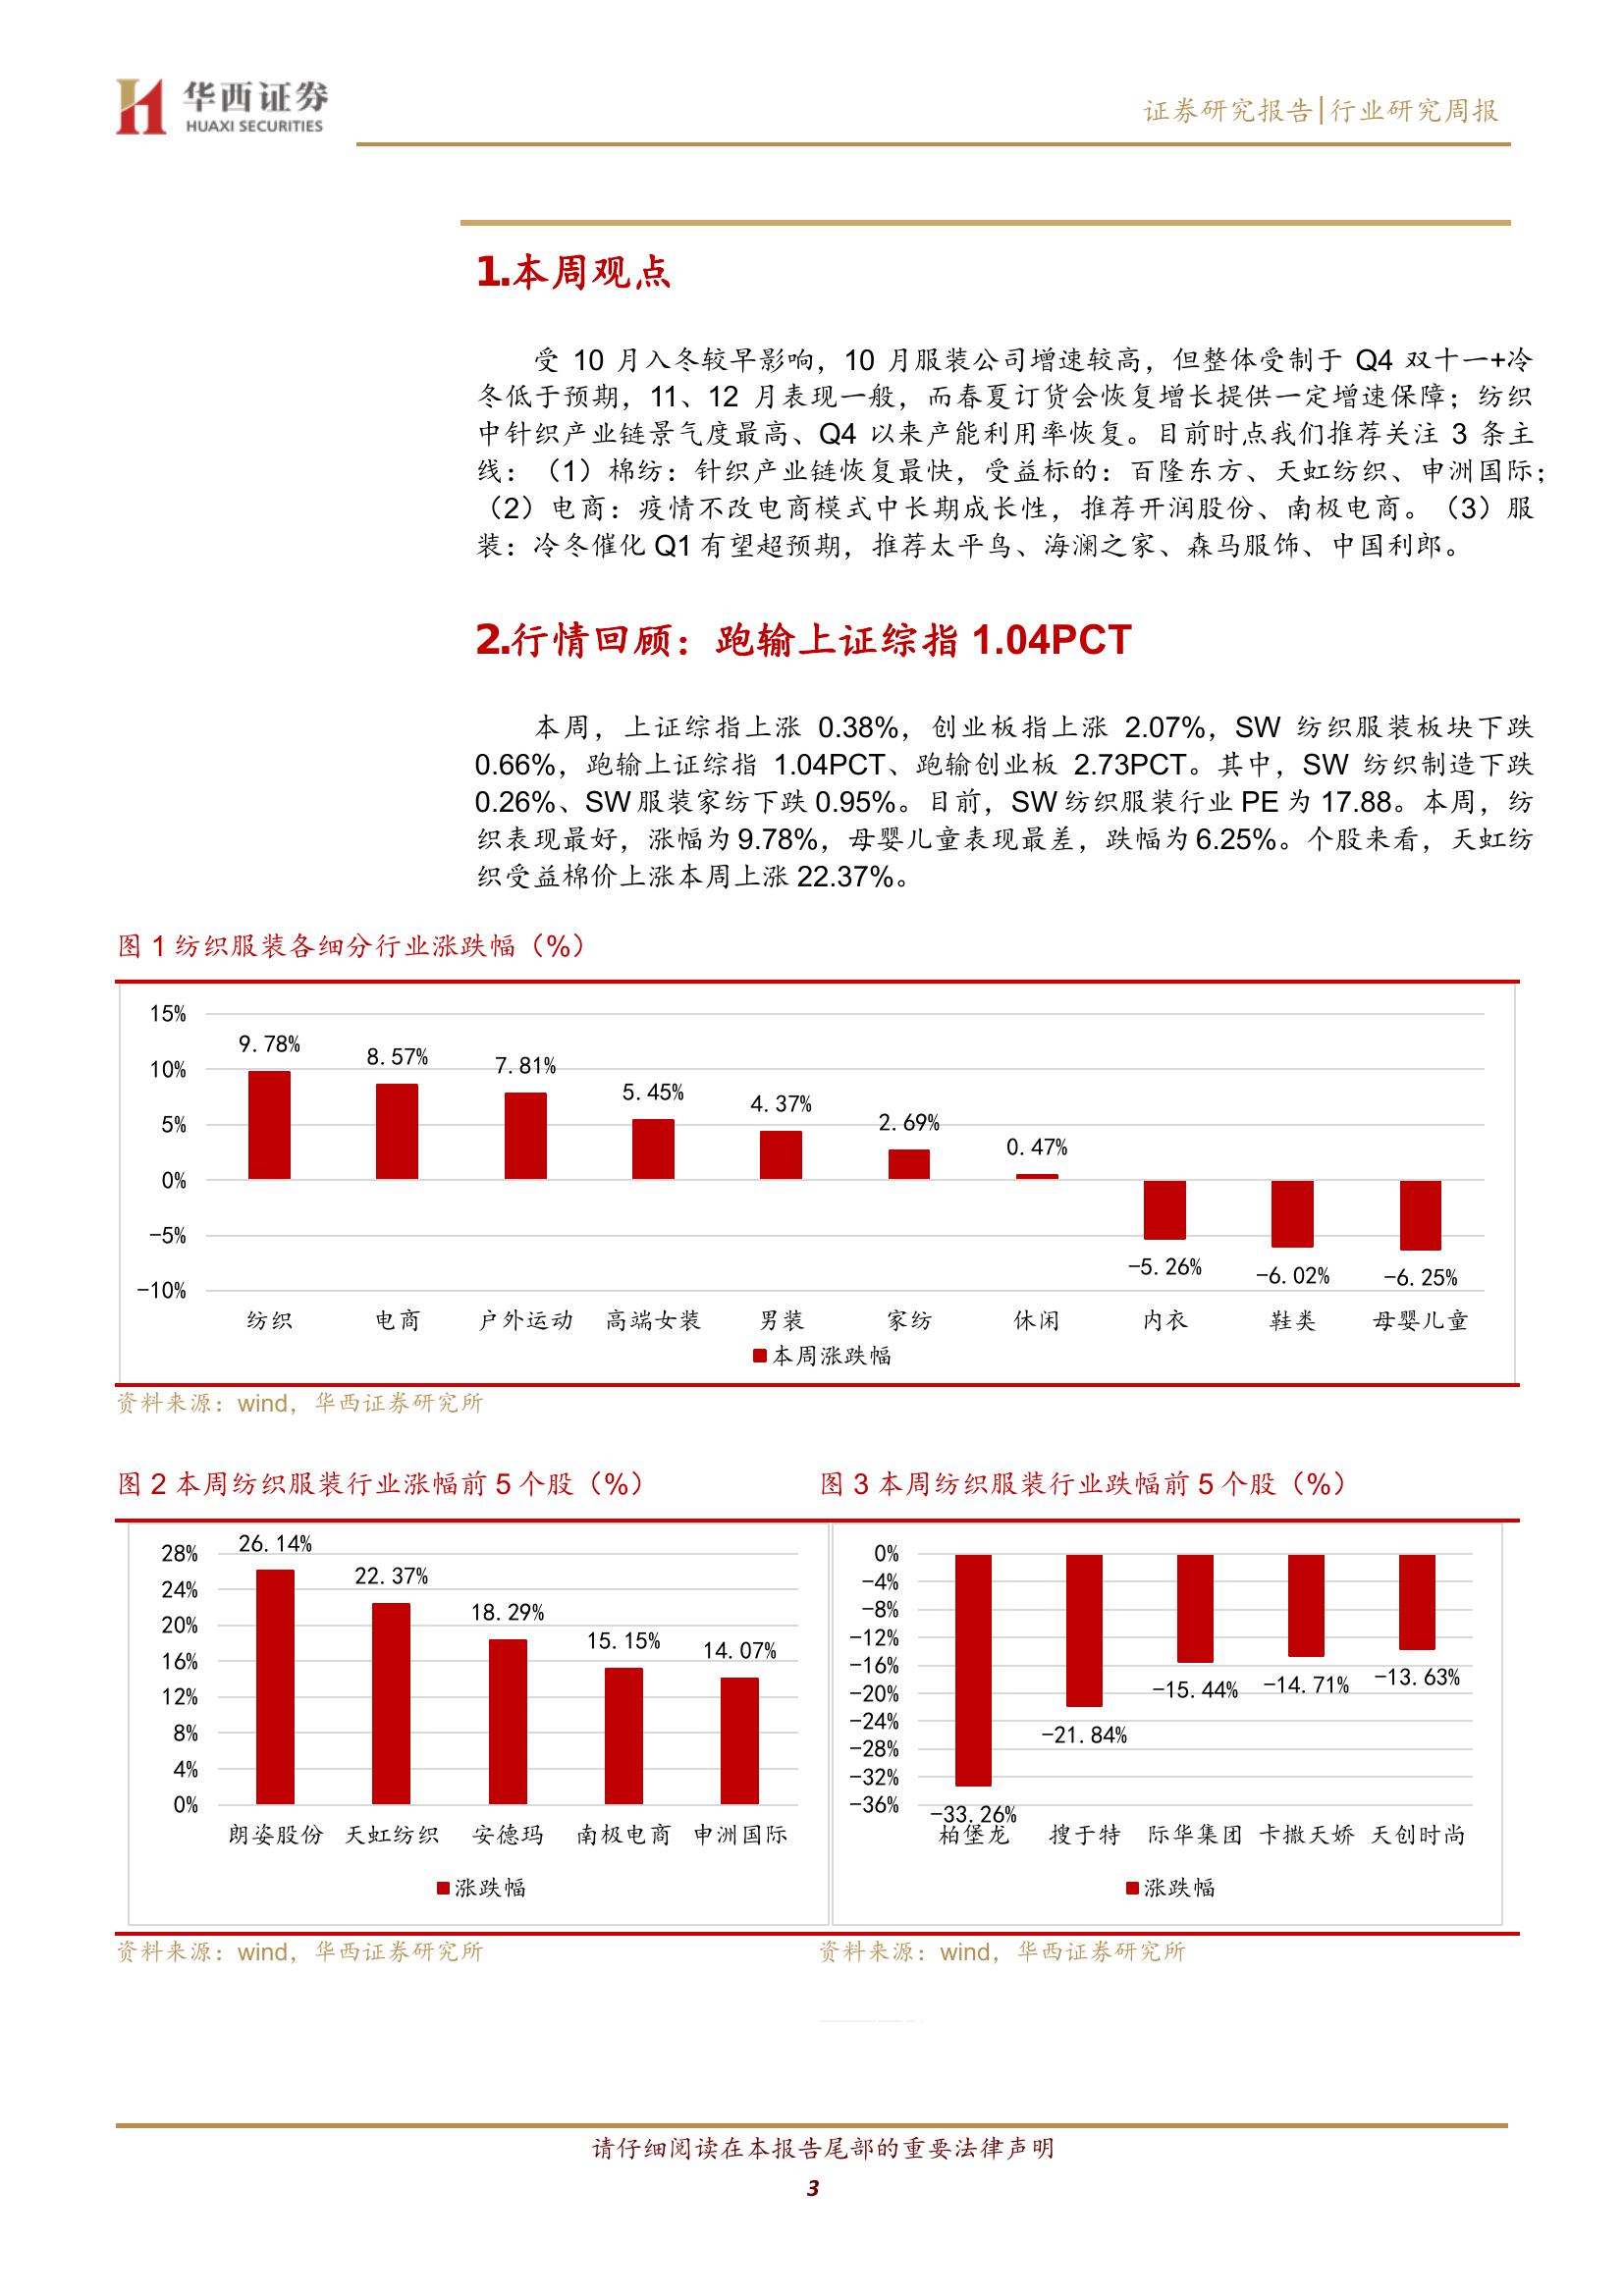 华西证券
HUAXI SECURITIES
证券研究报告|行业研究周报
1.本周观点
受 10 月入冬较早影响，10 月服装公司增速较高，但整体受制于 Q4 双十一+冷
冬低于预期，11、12 月表现一般，而春夏订货会恢复增长提供一定增速保障；纺织
中针织产业链景气度最高、Q4 以来产能利用率恢复。目前时点我们推荐关注 3 条主
线：（1）棉纺：针织产业链恢复最快，受益标的：百隆东方、天虹纺织、申洲国际；
（2）电商：疫情不改电商模式中长期成长性，推荐开润股份、南极电商。（3）服
装：冷冬催化 Q1 有望超预期，推荐太平鸟、海澜之家、森马服饰、中国利郎。
2.行情回顾：跑输上证综指 1.04PCT
本周，上证综指上涨 0.38%，创业板指上涨 2.07%，SW 纺织服装板块下跌
0.66%，跑输上证综指 1.04PCT、跑输创业板 2.73PCT。其中，SW 纺织制造下跌
0.26%、SW 服装家纺下跌 0.95%。目前，SW 纺织服装行业 PE 为 17.88。本周，纺
织表现最好，涨幅为 9.78%，母婴儿童表现最差，跌幅为 6.25%。个股来看，天虹纺
织受益棉价上涨本周上涨 22.37%。
图 1 纺织服装各细分行业涨跌幅（%）
15%
10%
5%
0%
-5%
-10%
9.78%
8.57%
7.81%
5.45%
4.37%
2.69%
0.47%
-5.26%
-6.02%
-6.25%
纺织 电商 户外运动 高端女装 男装 家纺 休闲 内衣 鞋类 母婴儿童
本周涨跌幅
资料来源：wind，华西证券研究所
图 2 本周纺织服装行业涨幅前 5 个股（%）
28%
24%
20%
16%
12%
8%
4%
0%
26.14%
22.37%
18.29%
15.15%
14.07%
朗姿股份 天虹纺织 安德玛 南极电商 申洲国际
涨跌幅
资料来源：wind，华西证券研究所
图 3 本周纺织服装行业跌幅前 5 个股（%）
0%
-4%
-8%
-12%
-16%
-20%
-24%
-28%
-32%
-36%
-33.26%
-21.84%
-15.44%
-14.71%
-13.63%
柏堡龙 搜于特 际华集团 卡撒天娇 天创时尚
涨跌幅
资料来源：wind，华西证券研究所
请仔细阅读在本报告尾部的重要法律声明
3